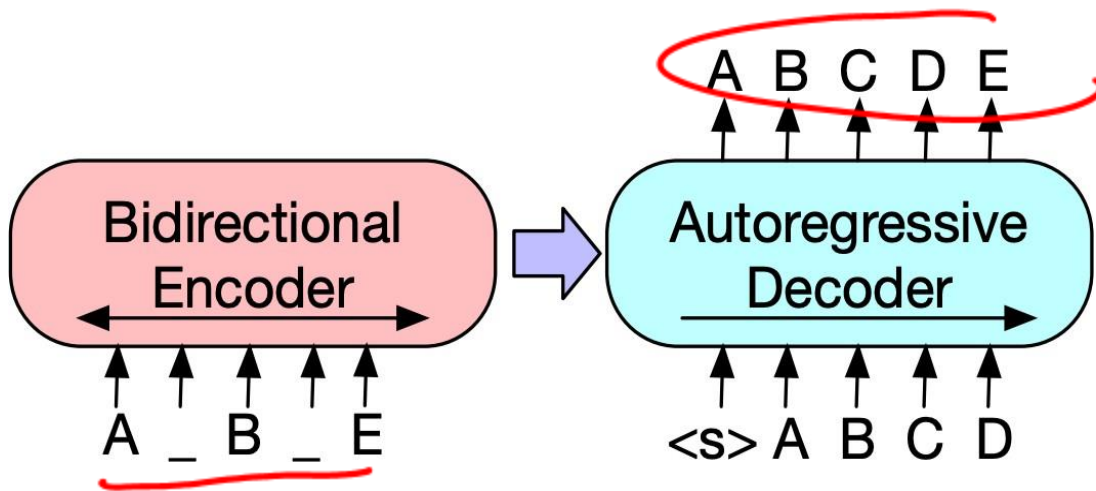 A B C D E
Bidirectional
Encoder
Autoregressive
Decoder
A _ B _ E
<s> A B C D